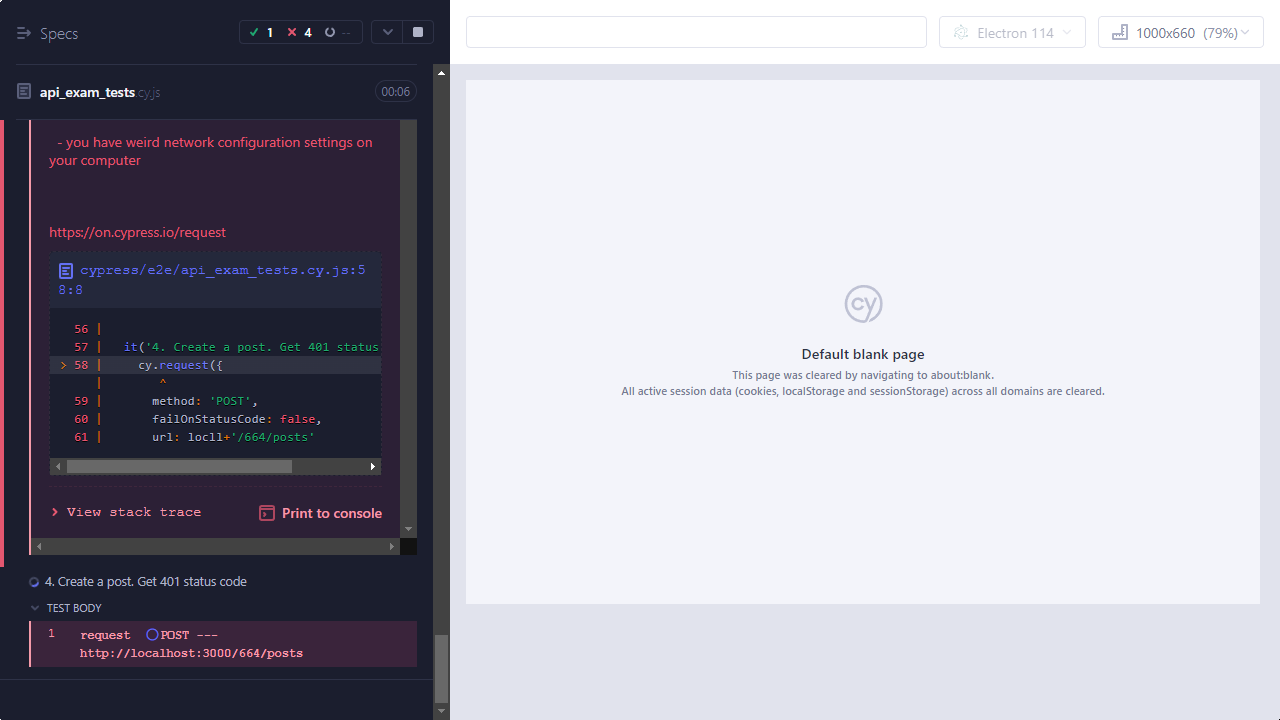 Specs
1
4
--
Electron 114
1000x660 (79%)
api_exam_tests.cy.js
00:06
- you have weird network configuration settings on
your computer
https://on.cypress.io/request
cypress/e2e/api_exam_tests.cy.js:5
8:8
56 |
57 | it('4. Create a post. Get 401 status
> 58 | cy.request({
| ^
59 | method: 'POST',
60 | failOnStatusCode: false,
61 | url: locll+'/664/posts'
> View stack trace
Print to console
4. Create a post. Get 401 status code
TEST BODY
1 request POST ---
http://localhost:3000/664/posts
cy
Default blank page
This page was cleared by navigating to about:blank.
All active session data (cookies, localStorage and sessionStorage) across all domains are cleared.